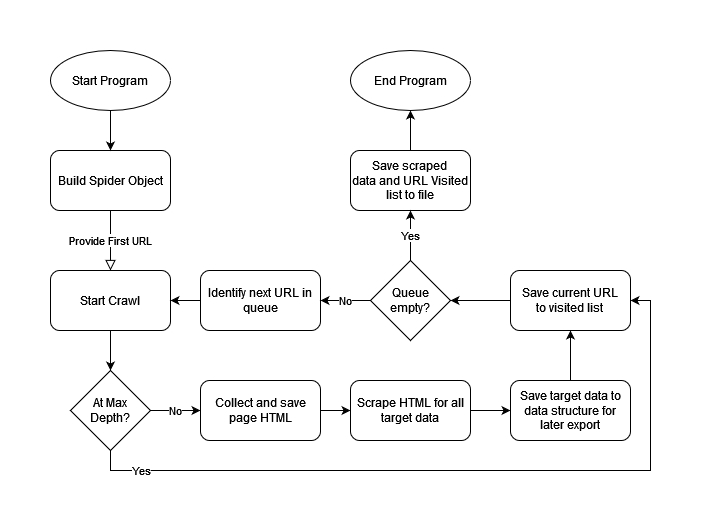 Start Program
End Program
Build Spider Object
Save scraped
data and URL Visited
list to file
Provide First URL
Yes
Start Crawl
Identify next URL in
queue
No
Queue
empty?
Save current URL
to visited list
At Max
Depth?
No
Collect and save
page HTML
Scrape HTML for all
target data
Save target data to
data structure for
later export
Yes